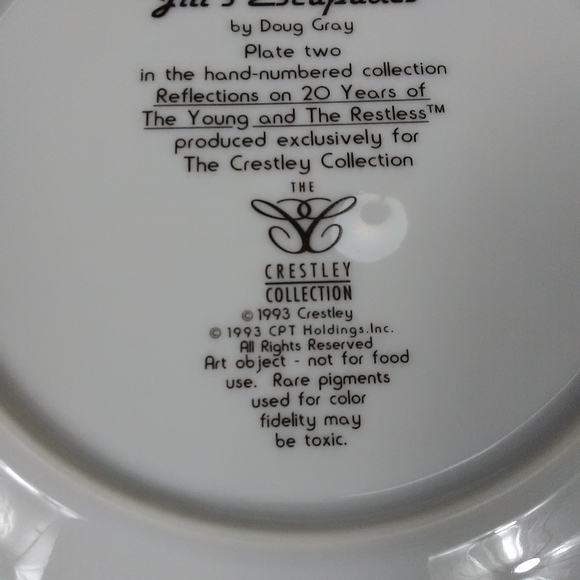 Jill's Escapades
by Doug Gray
Plate two
in the hand-numbered collection
Reflections on 20 Years of
The Young and The Restless™
produced exclusively for
The Crestley Collection
THE
CRESTLEY
COLLECTION
© 1993 Crestley
© 1993 CPT Holdings.Inc.
All Rights Reserved
Art object - not for food
use. Rare pigments
used for color
fidelity may
be toxic.